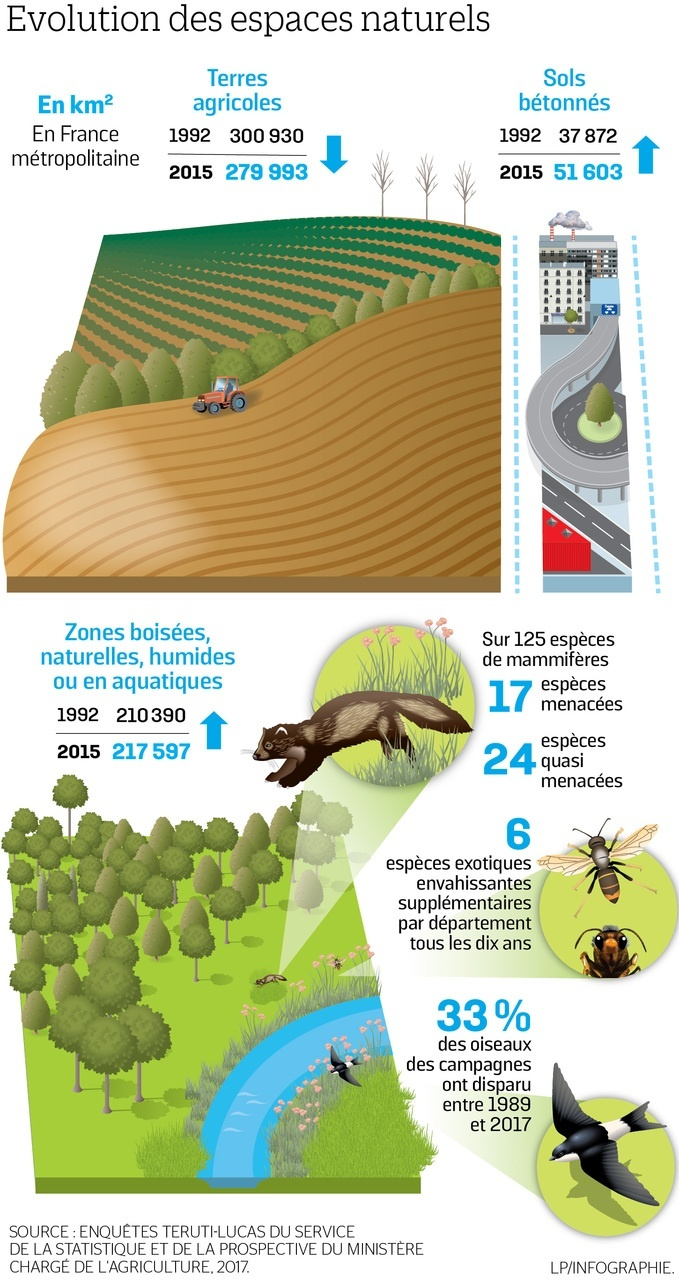 Evolution des espaces naturels
En km²
En France
métropolitaine
Terres
agricoles
1992 300 930
2015 279 993
Sols
bétonnés
1992 37 872
2015 51 603
Zones boisées,
naturelles, humides
ou en aquatiques
1992 210 390
2015 217 597
Sur 125 espèces
de mammifères
17 espèces
menacées
24 espèces
quasi
menacées
6
espèces exotiques
envahissantes
supplémentaires
par département
tous les dix ans
33 %
des oiseaux
des campagnes
ont disparu
entre 1989
et 2017
SOURCE : ENQUÊTES TERUTI-LUCAS DU SERVICE
DE LA STATISTIQUE ET DE LA PROSPECTIVE DU MINISTÈRE
CHARGÉ DE L'AGRICULTURE, 2017.
LP/INFOGRAPHIE.